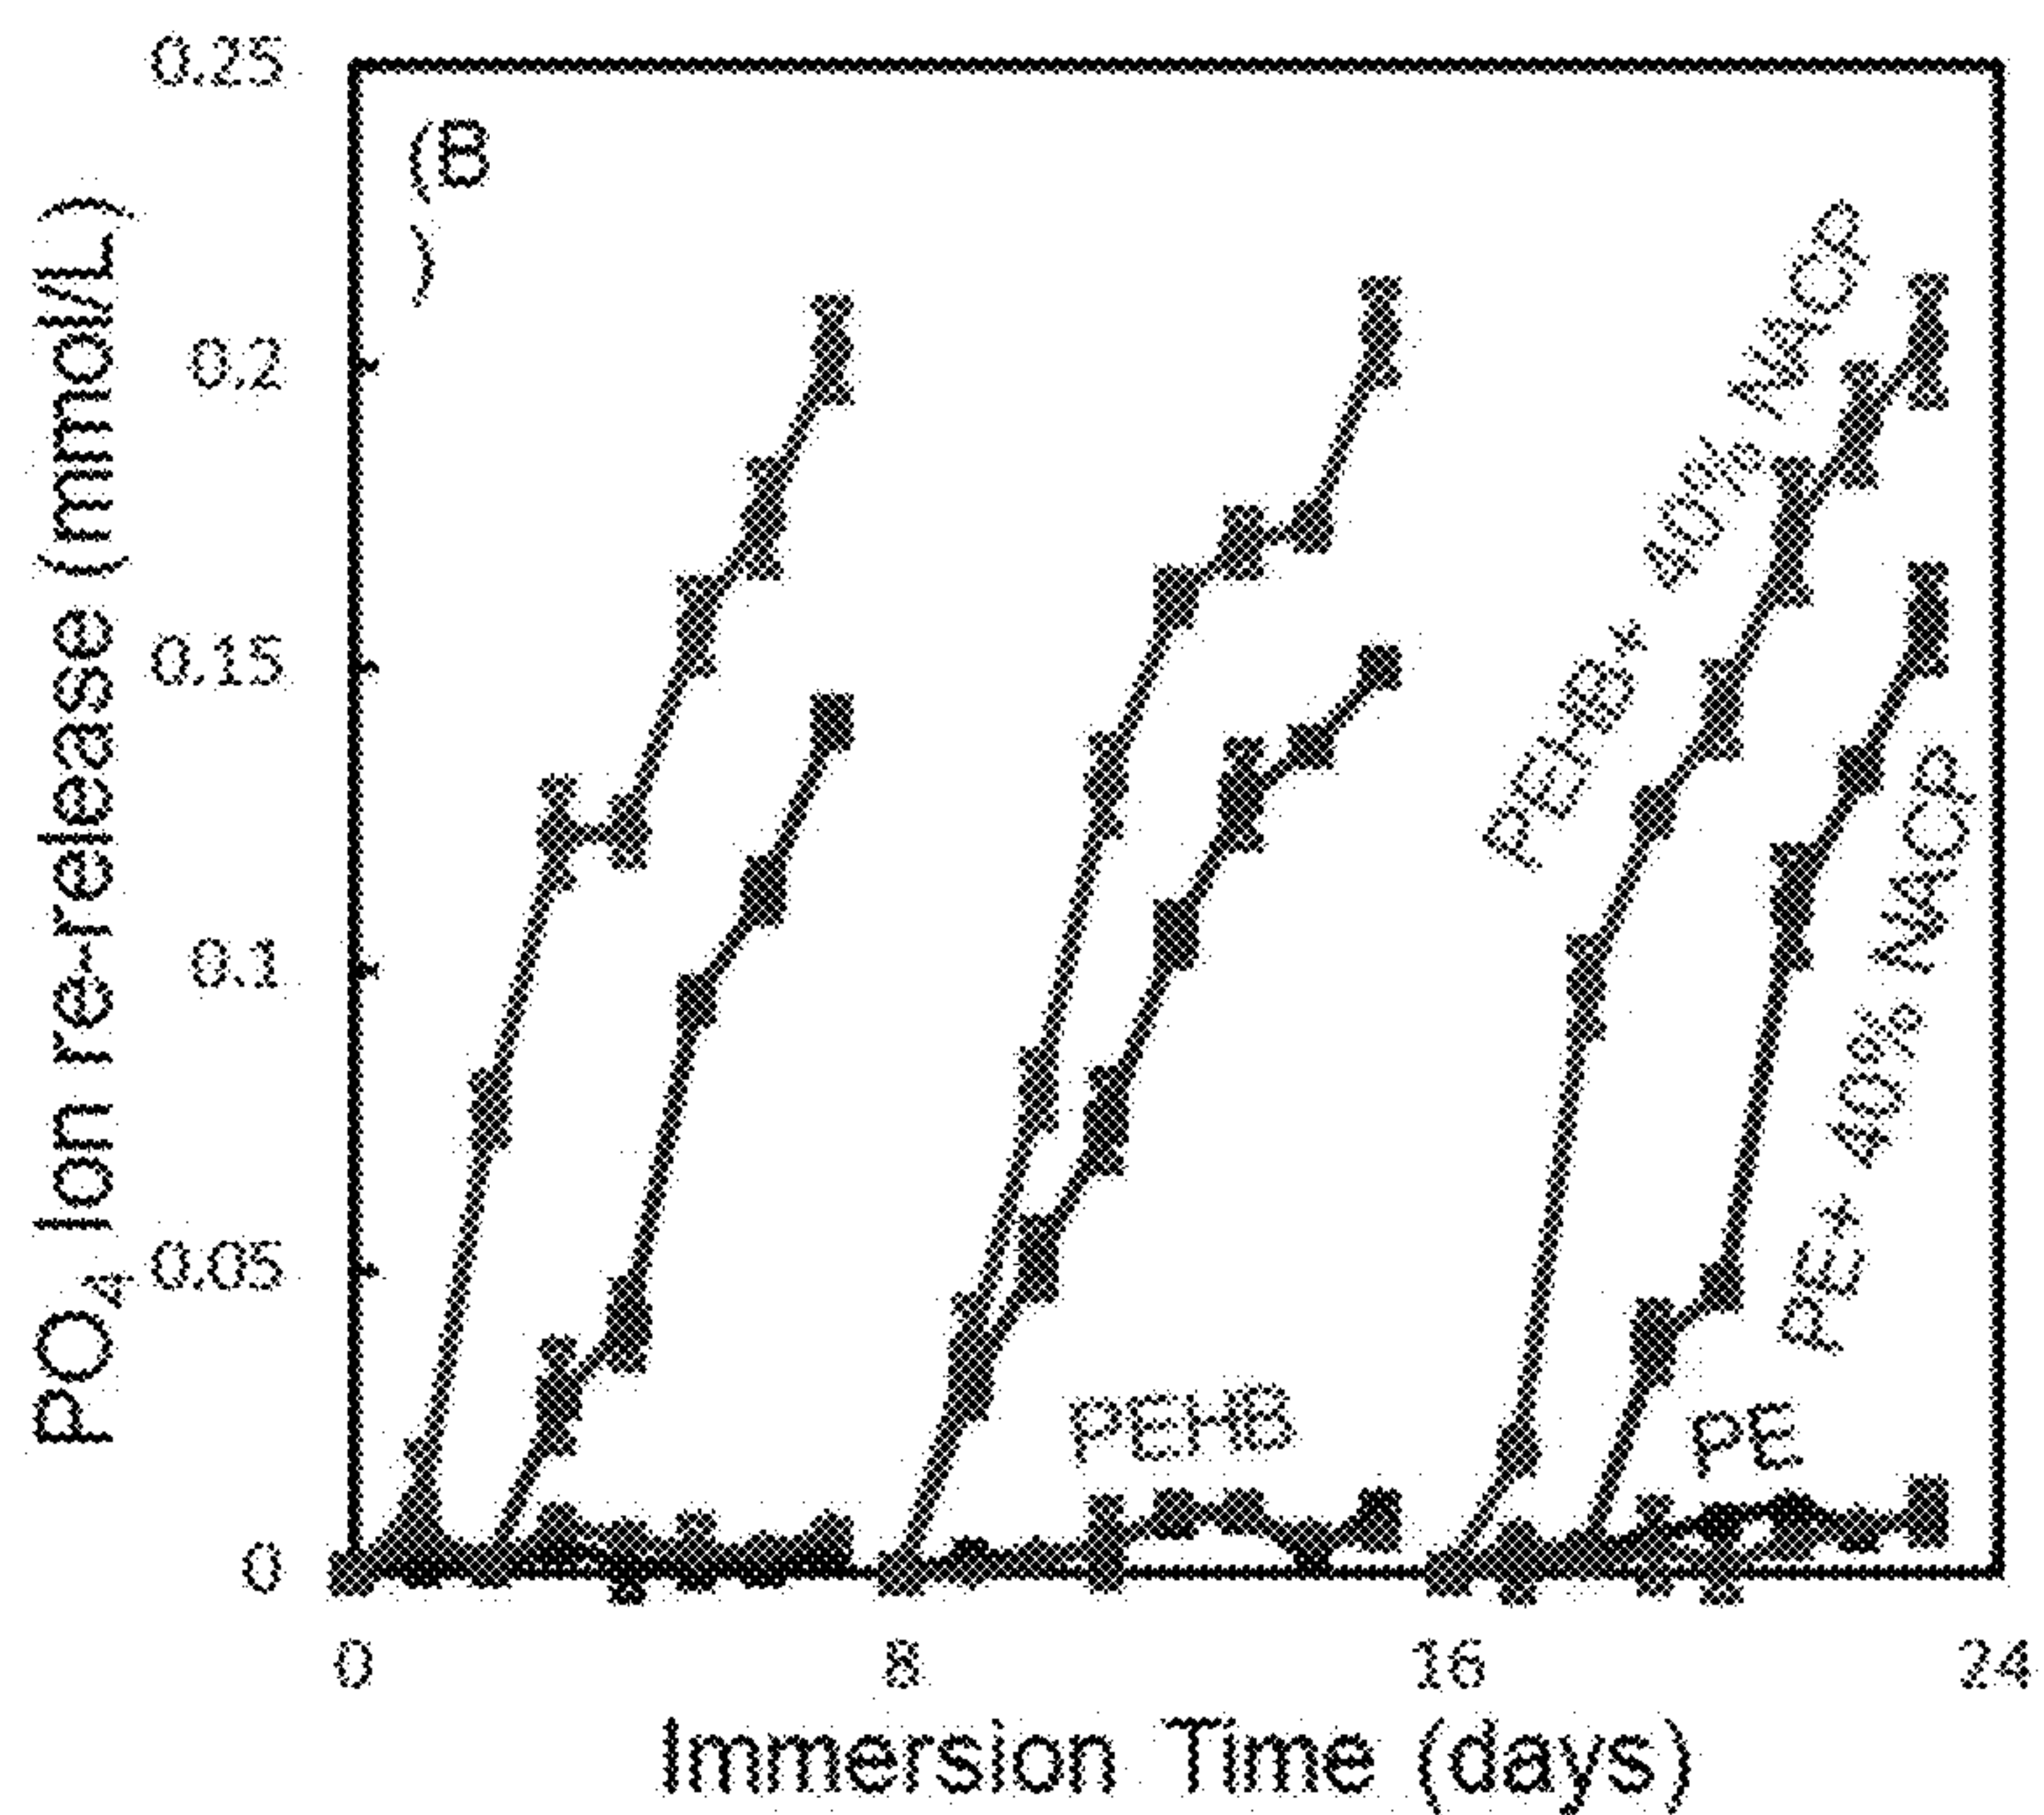 PO4 Ion re-release (mmol/L)
0.25
0.2
0.15
0.1
0.05
0
(B
)
PEHB+ 40% NACP
PE+ 40% NACP
PEHB
PE
0
8
16
24
Immersion Time (days)